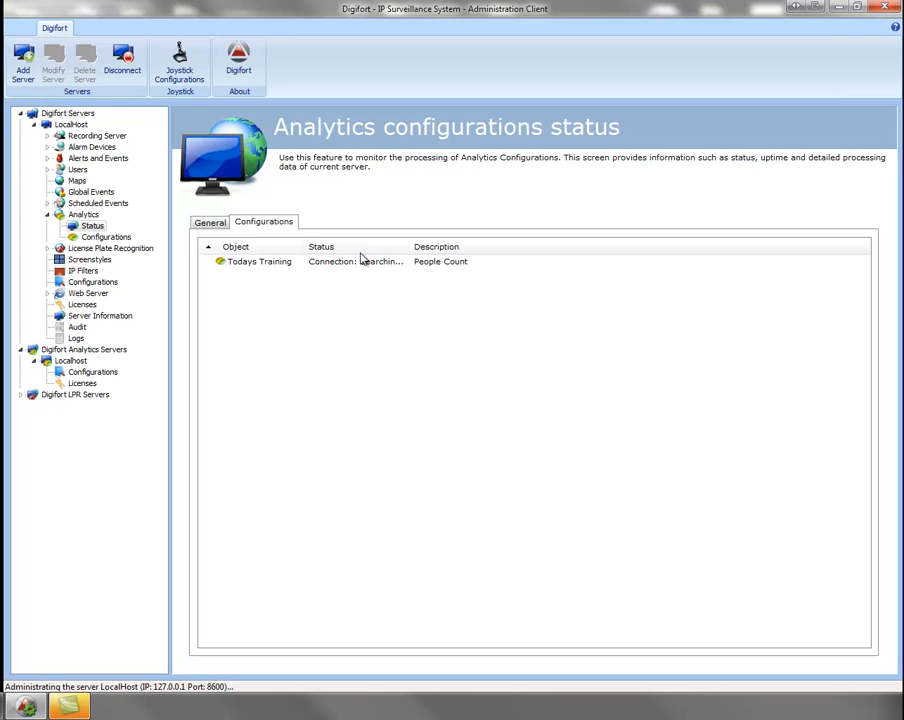 Digifort - IP Surveillance System - Administration Client
Digifort
Add Server
Modify Server
Delete Server
Disconnect
Joystick Configurations
Digifort
Servers
Joystick
About
Digifort Servers
LocalHost
Recording Server
Alarm Devices
Alerts and Events
Users
Maps
Global Events
Scheduled Events
Analytics
Status
Configurations
License Plate Recognition
Screenstyles
IP Filters
Configurations
Web Server
Licenses
Server Information
Audit
Logs
Digifort Analytics Servers
Localhost
Configurations
Licenses
Digifort LPR Servers
Analytics configurations status
Use this feature to monitor the processing of Analytics Configurations. This screen provides information such as status, uptime and detailed processing
data of current server.
General
Configurations
Object Status Description
Todays Training Connection: People Count
Administrating the server LocalHost (IP: 127.0.0.1 Port: 8600)...